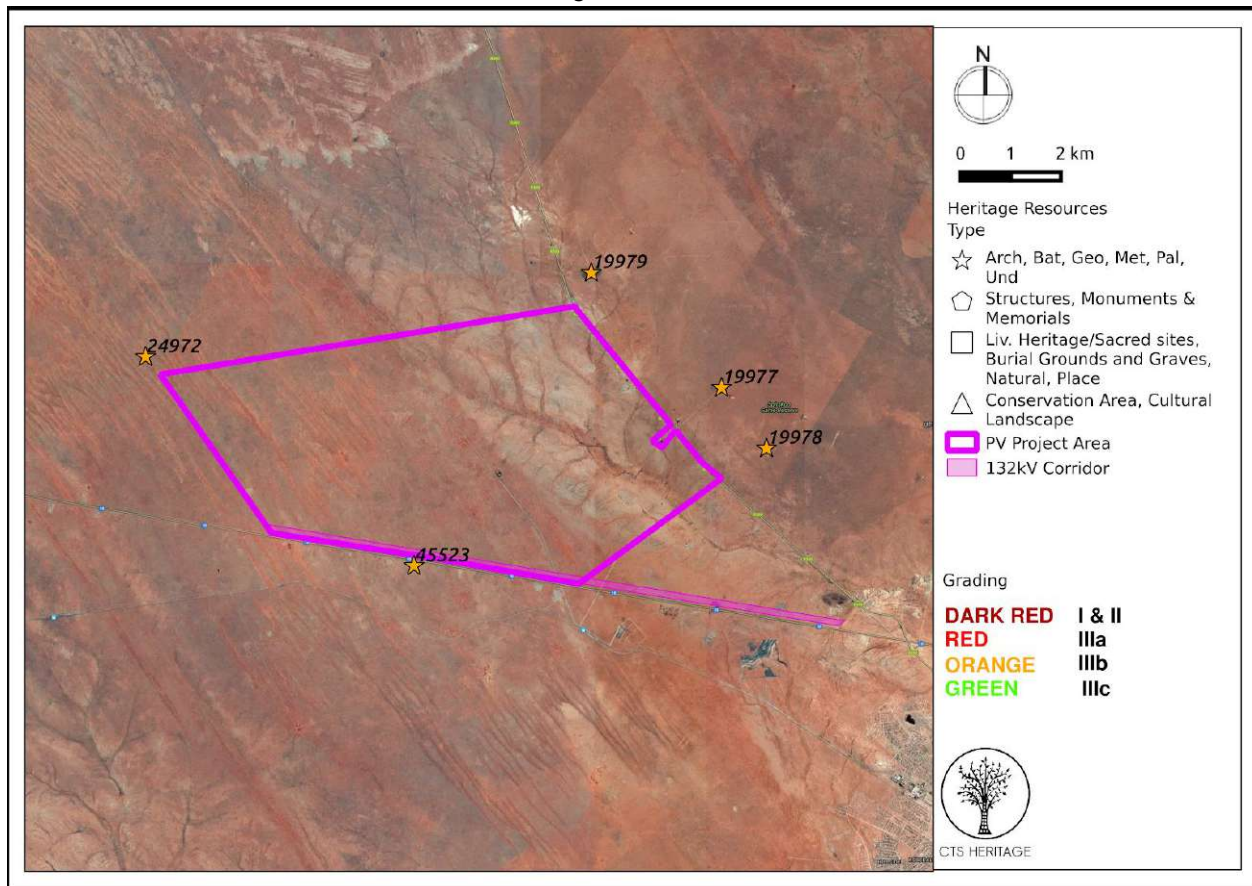 19979
24972
19977
19978
45523
N
0 1 2 km
Heritage Resources
Type
Arch, Bat, Geo, Met, Pal,
Und
Structures, Monuments &
Memorials
Liv. Heritage/Sacred sites,
Burial Grounds and Graves,
Natural, Place
Conservation Area, Cultural
Landscape
PV Project Area
132kV Corridor
Grading
DARK RED I & II
RED IIIa
ORANGE IIIb
GREEN IIIc
CTS HERITAGE